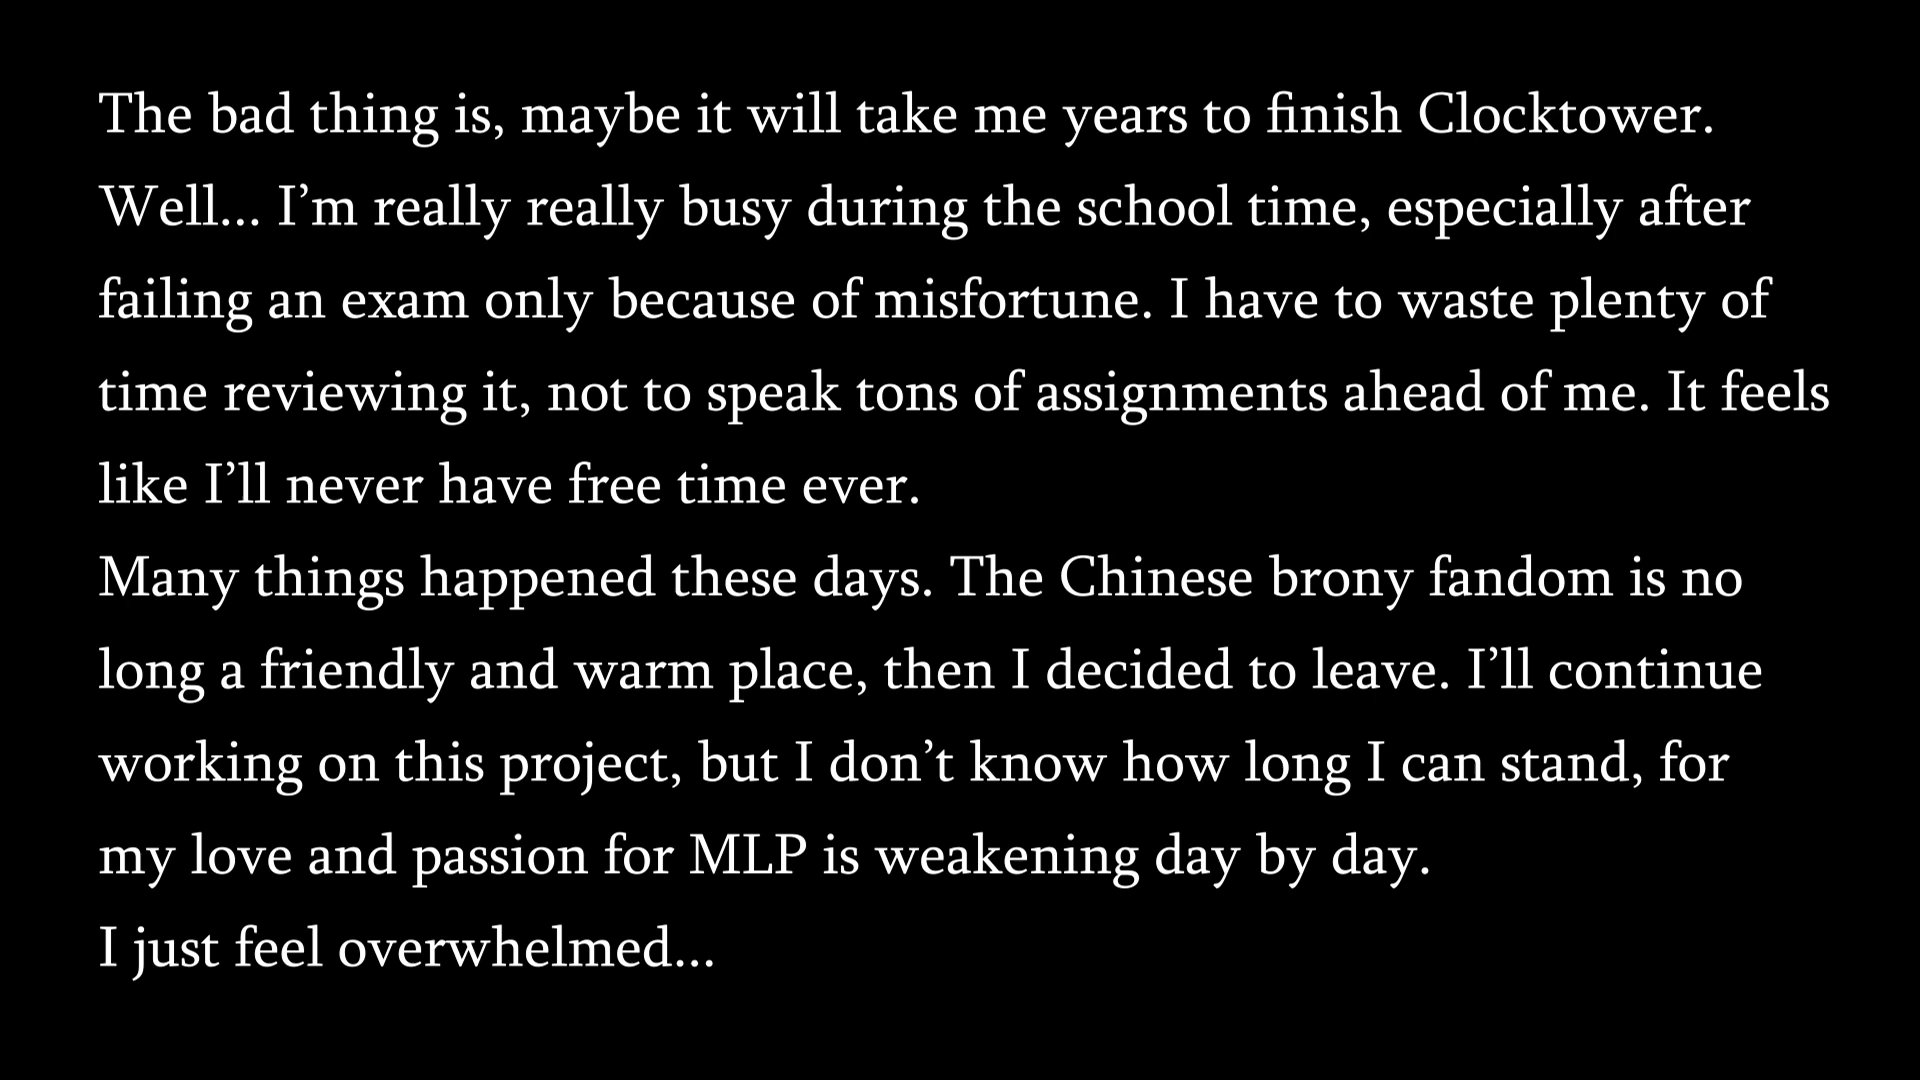 The bad thing is, maybe it will take me years to finish Clocktower.
Well... I’m really really busy during the school time, especially after
failing an exam only because of misfortune. I have to waste plenty of
time reviewing it, not to speak tons of assignments ahead of me. It feels
like I’ll never have free time ever.
Many things happened these days. The Chinese brony fandom is no
long a friendly and warm place, then I decided to leave. I’ll continue
working on this project, but I don’t know how long I can stand, for
my love and passion for MLP is weakening day by day.
I just feel overwhelmed...